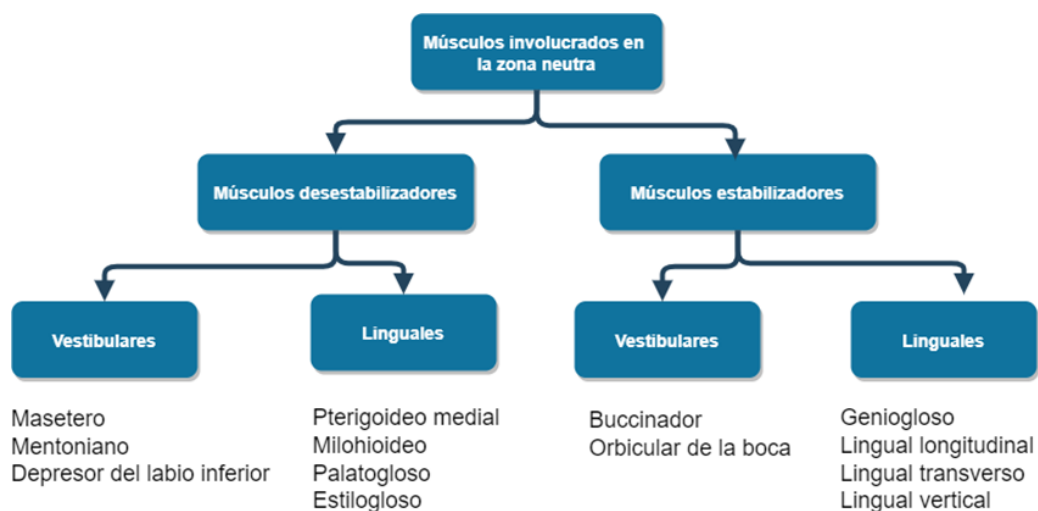 Músculos involucrados en
la zona neutra
Músculos desestabilizadores
Músculos estabilizadores
Vestibulares
Linguales
Vestibulares
Linguales
Masetero
Mentoniano
Depresor del labio inferior
Pterigoideo medial
Milohioideo
Palatogloso
Estilogloso
Buccinador
Orbicular de la boca
Geniogloso
Lingual longitudinal
Lingual transverso
Lingual vertical